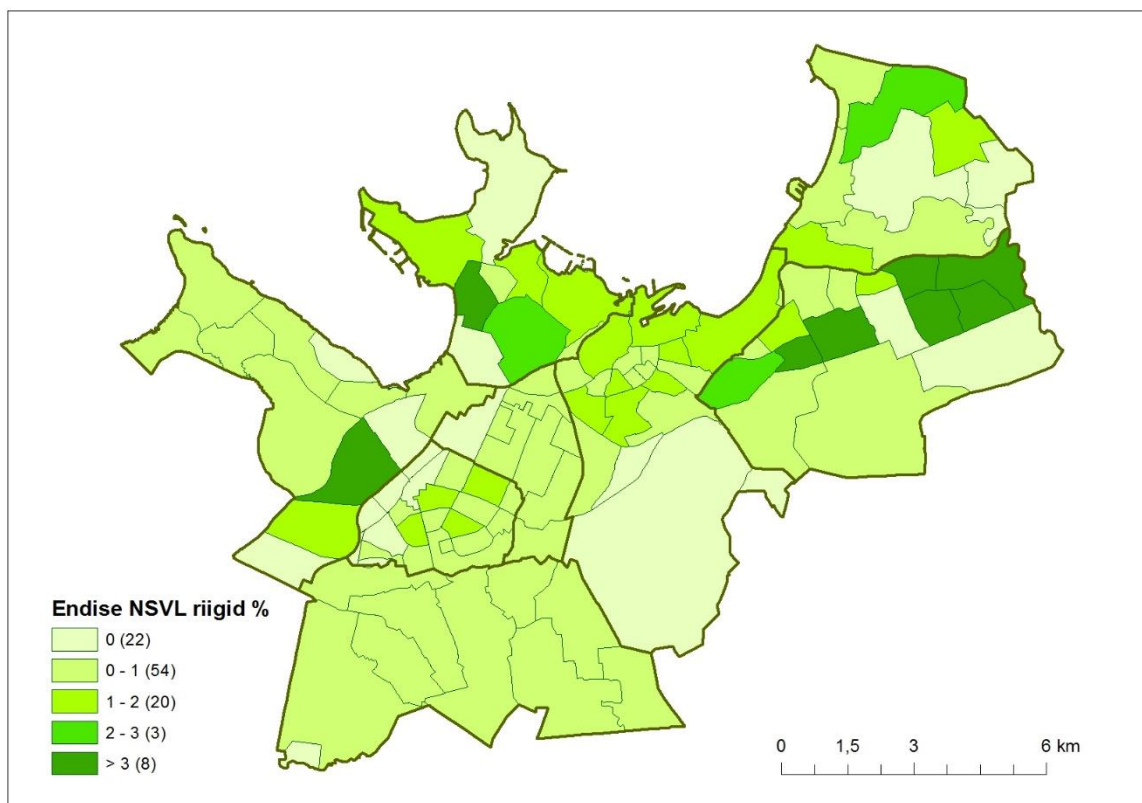 Endise NSVL riigid %
0 (22)
0 - 1 (54)
1 - 2 (20)
2 - 3 (3)
> 3 (8)
0 1,5 3 6 km